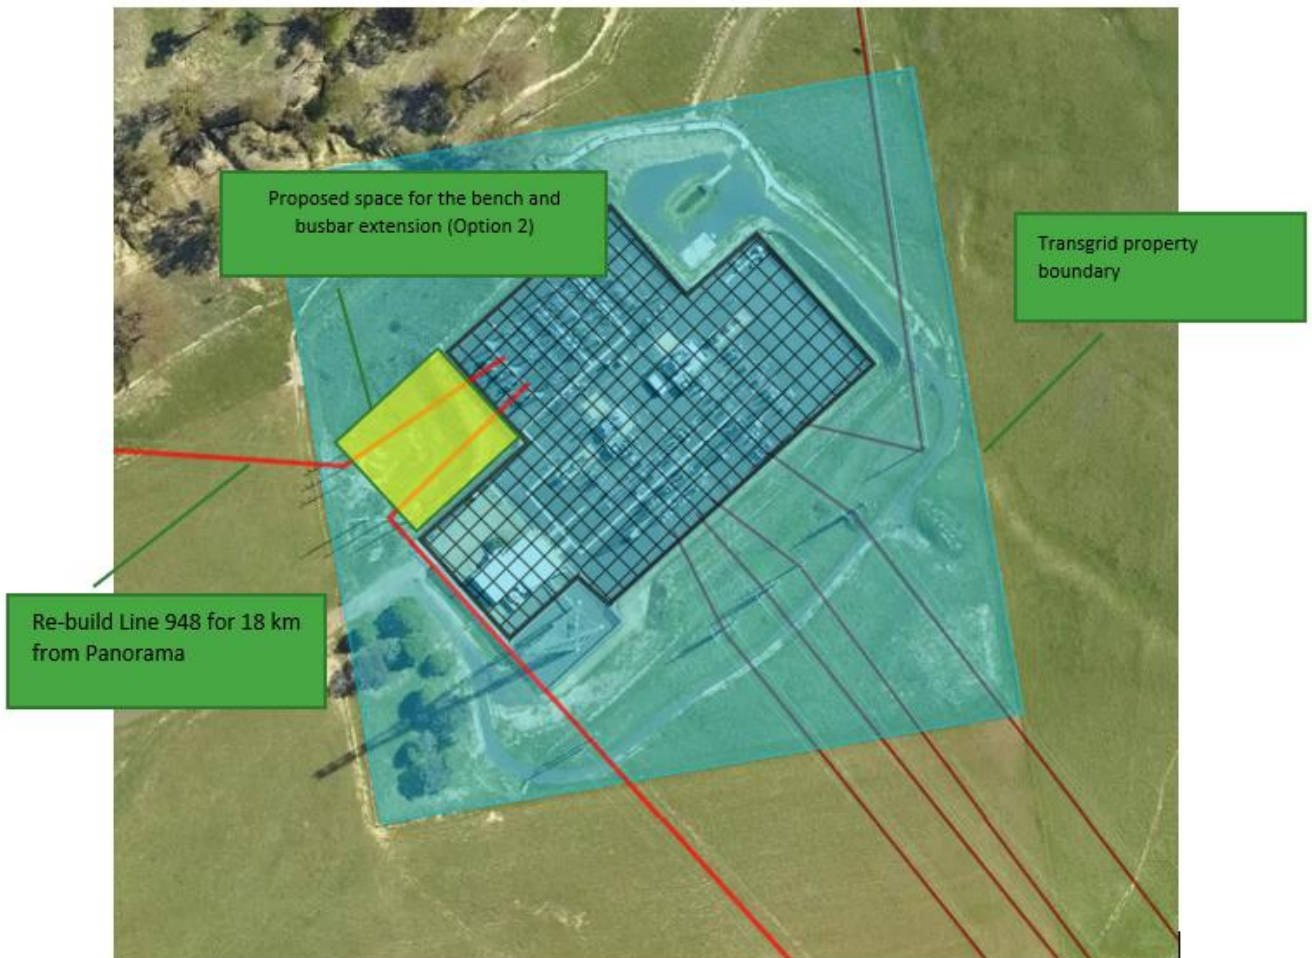 Proposed space for the bench and
busbar extension (Option 2)
Transgrid property
boundary
Re-build Line 948 for 18 km
from Panorama